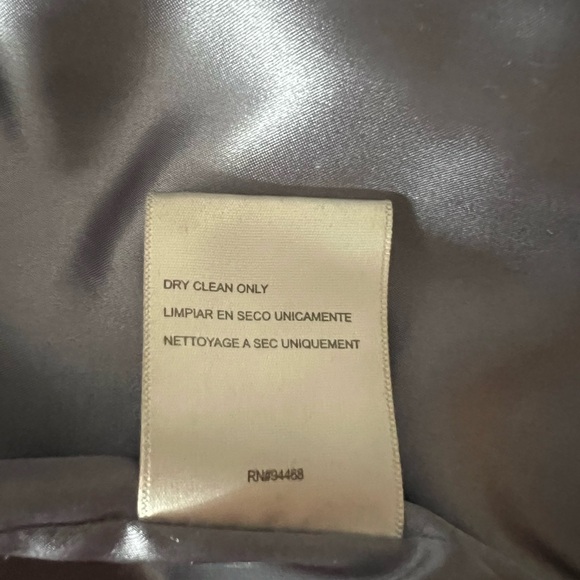 DRY CLEAN ONLY
LIMPIAR EN SECO UNICAMENTE
NETTOYAGE A SEC UNIQUEMENT
RN#94468